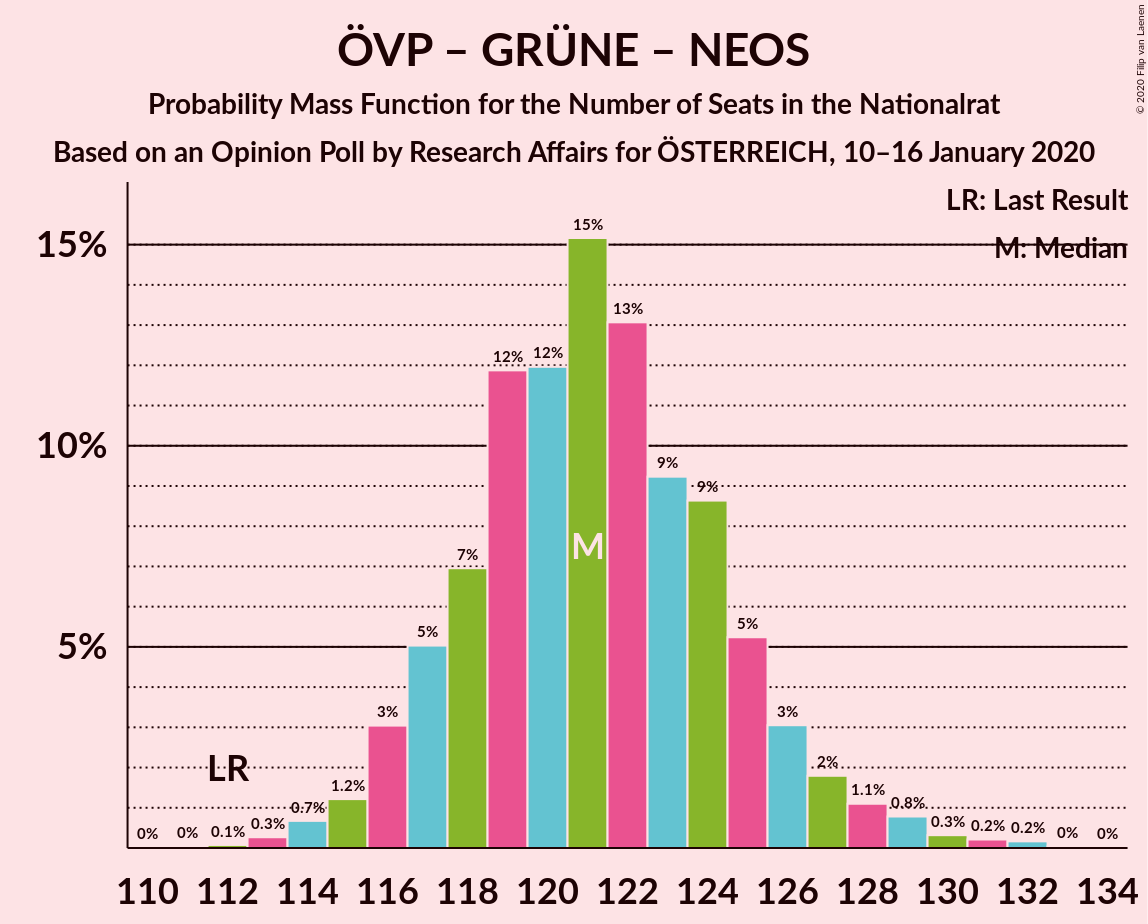 ÖVP – GRÜNE – NEOS
Probability Mass Function for the Number of Seats in the Nationalrat
Based on an Opinion Poll by Research Affairs for ÖSTERREICH, 10–16 January 2020
© 2020 Filip van Laenen
LR: Last Result
M: Median
15%
10%
5%
0% 0% 0.1% 0.3% 0.7% 1.2% 3% 5% 7% 12% 12% 15% 13% 9% 9% 5% 3% 2% 1.1% 0.8% 0.3% 0.2% 0.2% 0% 0%
LR
M
110 112 114 116 118 120 122 124 126 128 130 132 134